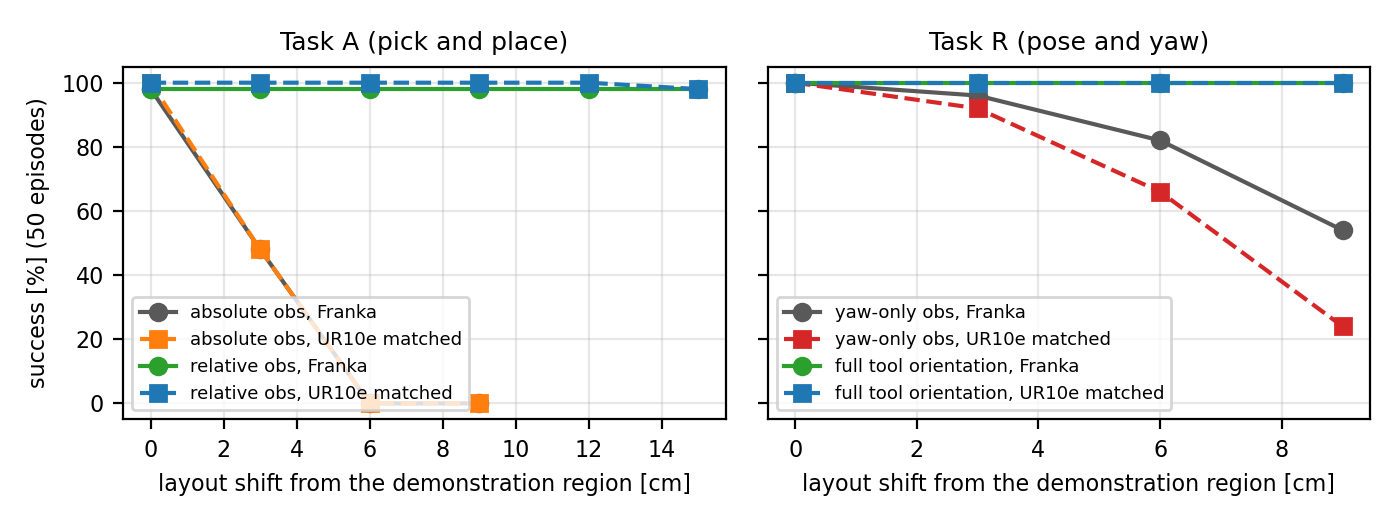 Task A (pick and place)
success [%] (50 episodes)
100
80
60
40
20
0
absolute obs, Franka
absolute obs, UR10e matched
relative obs, Franka
relative obs, UR10e matched
0 2 4 6 8 10 12 14
layout shift from the demonstration region [cm]
Task R (pose and yaw)
yaw-only obs, Franka
yaw-only obs, UR10e matched
full tool orientation, Franka
full tool orientation, UR10e matched
0 2 4 6 8
layout shift from the demonstration region [cm]